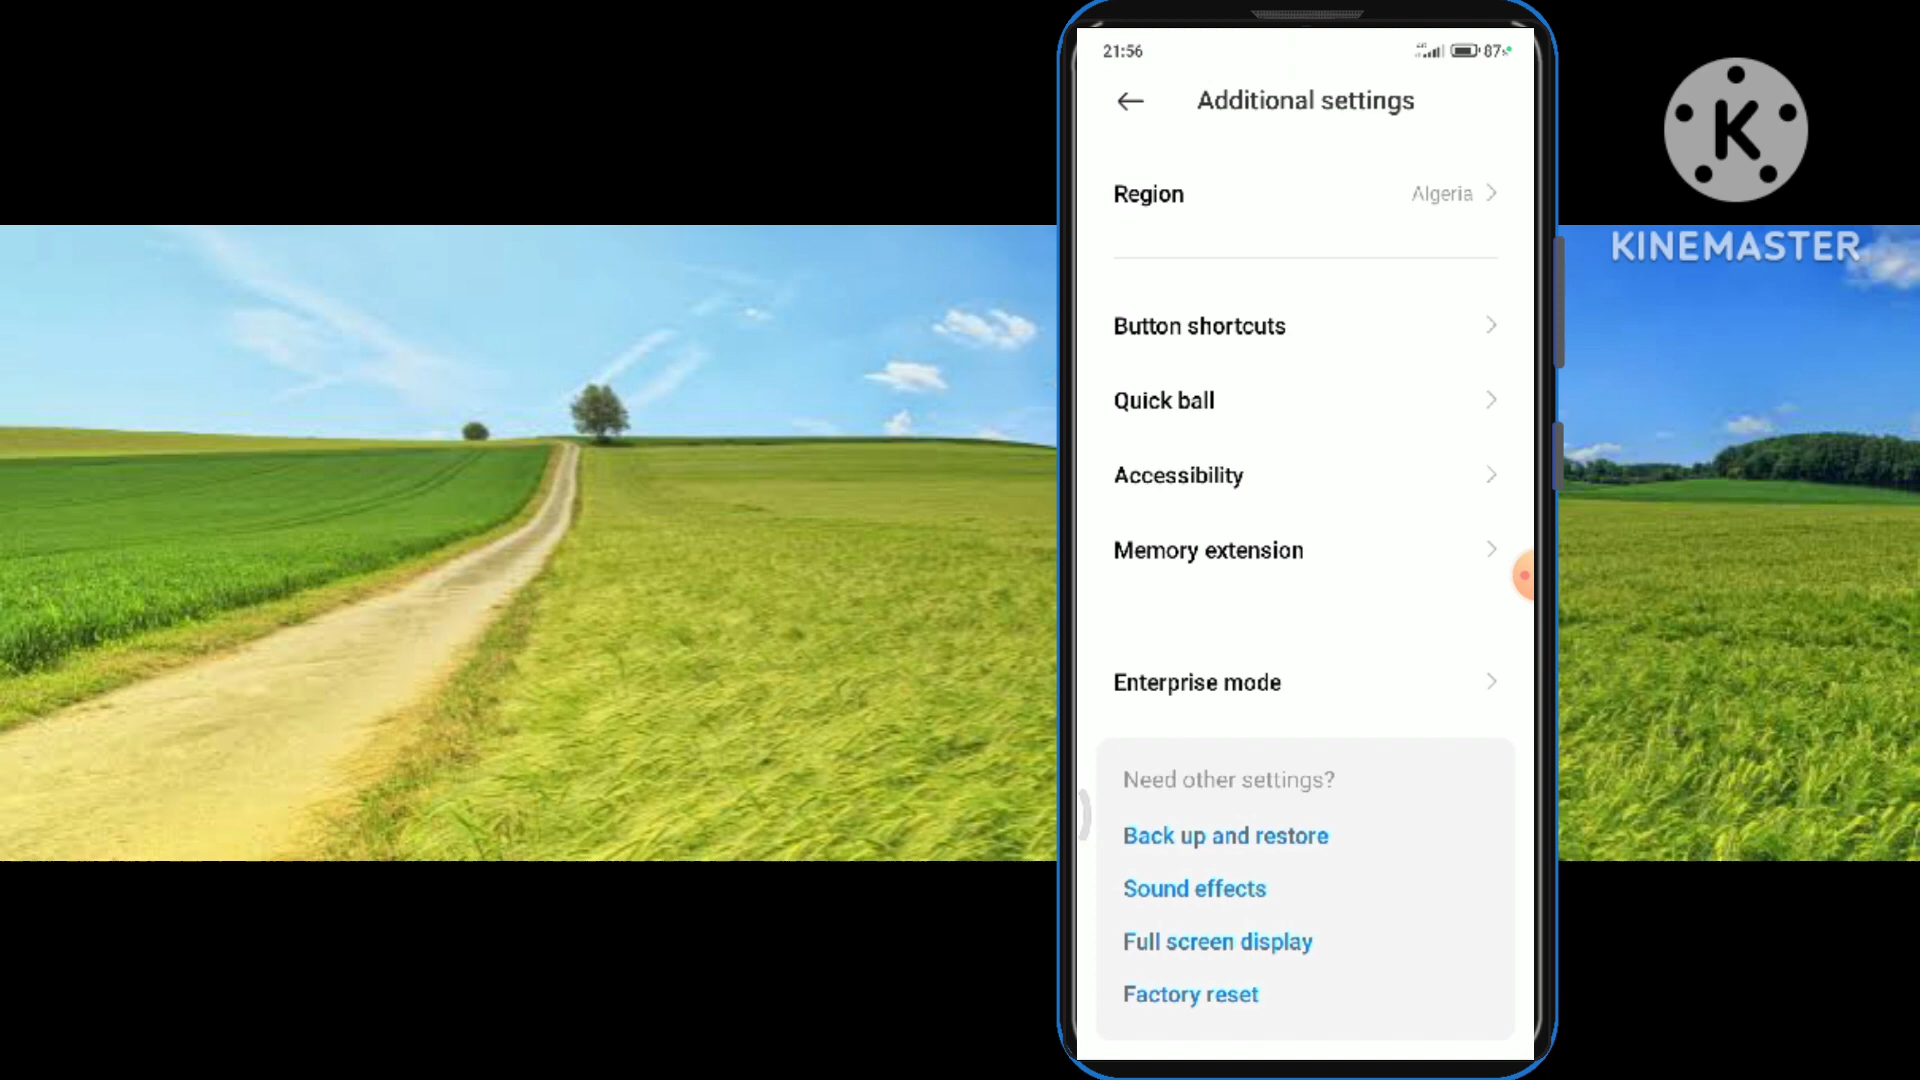 21:56
87
Additional settings
Region
Algeria
Button shortcuts
Quick ball
Accessibility
Memory extension
Enterprise mode
Need other settings?
Back up and restore
Sound effects
Full screen display
Factory reset
K
KINEMASTER